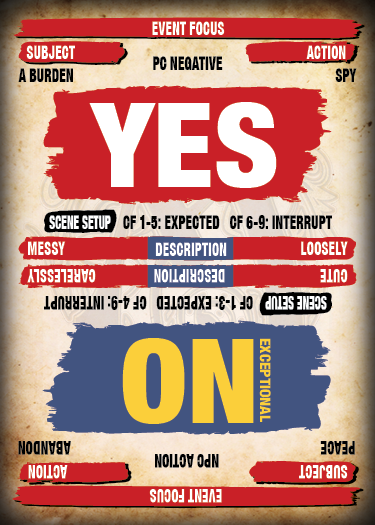 EVENT FOCUS
SUBJECT ACTION
PC NEGATIVE
A BURDEN SPY
YES
SCENE SETUP CF 1-5: EXPECTED CF 6-9: INTERRUPT
MESSY DESCRIPTION LOOSELY
EVENT FOCUS
SUBJECT ACTION
NPC ACTION
PEACE ABANDON
EXCEPTIONAL
NO
SCENE SETUP CF 1-3: EXPECTED CF 4-9: INTERRUPT
CUTE DESCRIPTION CARELESSLY